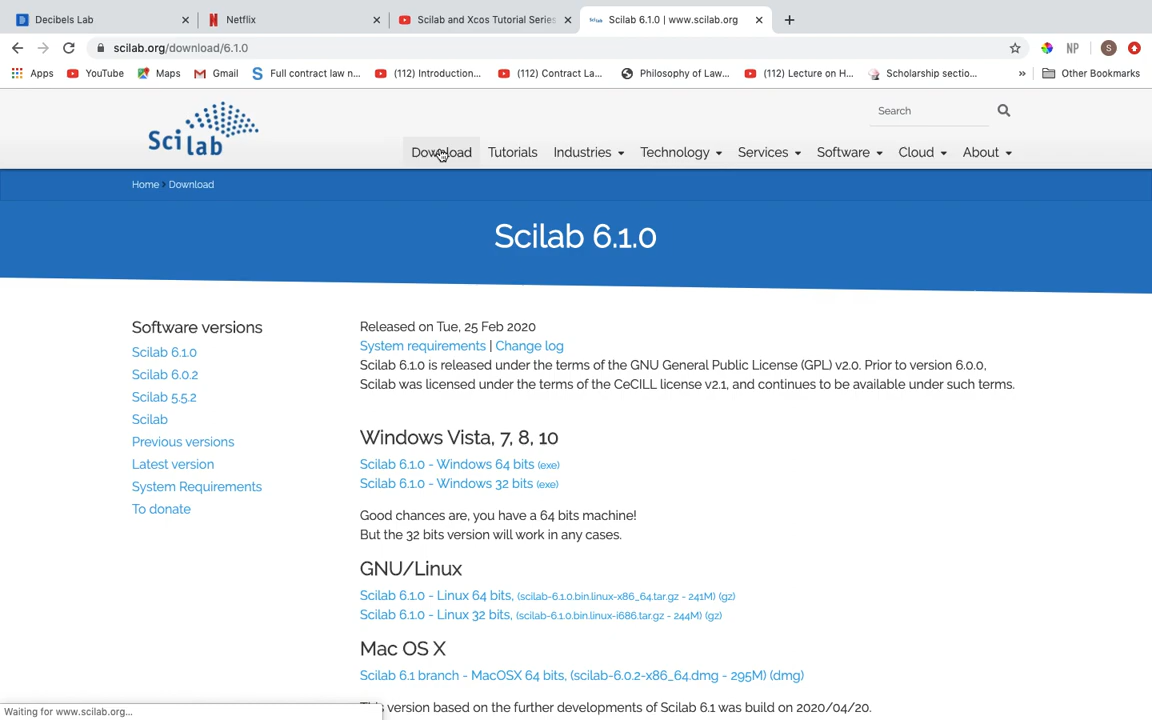 Decibels Lab
Netflix
Scilab and Xcos Tutorial Series
Scilab 6.1.0 | www.scilab.org
scilab.org/download/6.1.0
NP
S
Apps
YouTube
Maps
Gmail
Full contract law n...
(112) Introduction...
(112) Contract La...
Philosophy of Law...
(112) Lecture on H...
Scholarship sectio...
»
Other Bookmarks
Scilab
Search
Download
Tutorials
Industries
Technology
Services
Software
Cloud
About
Home › Download
Scilab 6.1.0
Software versions
Scilab 6.1.0
Scilab 6.0.2
Scilab 5.5.2
Scilab
Previous versions
Latest version
System Requirements
To donate
Released on Tue, 25 Feb 2020
System requirements | Change log
Scilab 6.1.0 is released under the terms of the GNU General Public License (GPL) v2.0. Prior to version 6.0.0,
Scilab was licensed under the terms of the CeCILL license v2.1, and continues to be available under such terms.
Windows Vista, 7, 8, 10
Scilab 6.1.0 - Windows 64 bits (exe)
Scilab 6.1.0 - Windows 32 bits (exe)
Good chances are, you have a 64 bits machine!
But the 32 bits version will work in any cases.
GNU/Linux
Scilab 6.1.0 - Linux 64 bits, (scilab-6.1.0.bin.linux-x86_64.tar.gz - 241M) (gz)
Scilab 6.1.0 - Linux 32 bits, (scilab-6.1.0.bin.linux-i686.tar.gz - 244M) (gz)
Mac OS X
Scilab 6.1 branch - MacOSX 64 bits, (scilab-6.0.2-x86_64.dmg - 295M) (dmg)
This version based on the further developments of Scilab 6.1 was build on 2020/04/20.
Waiting for www.scilab.org...